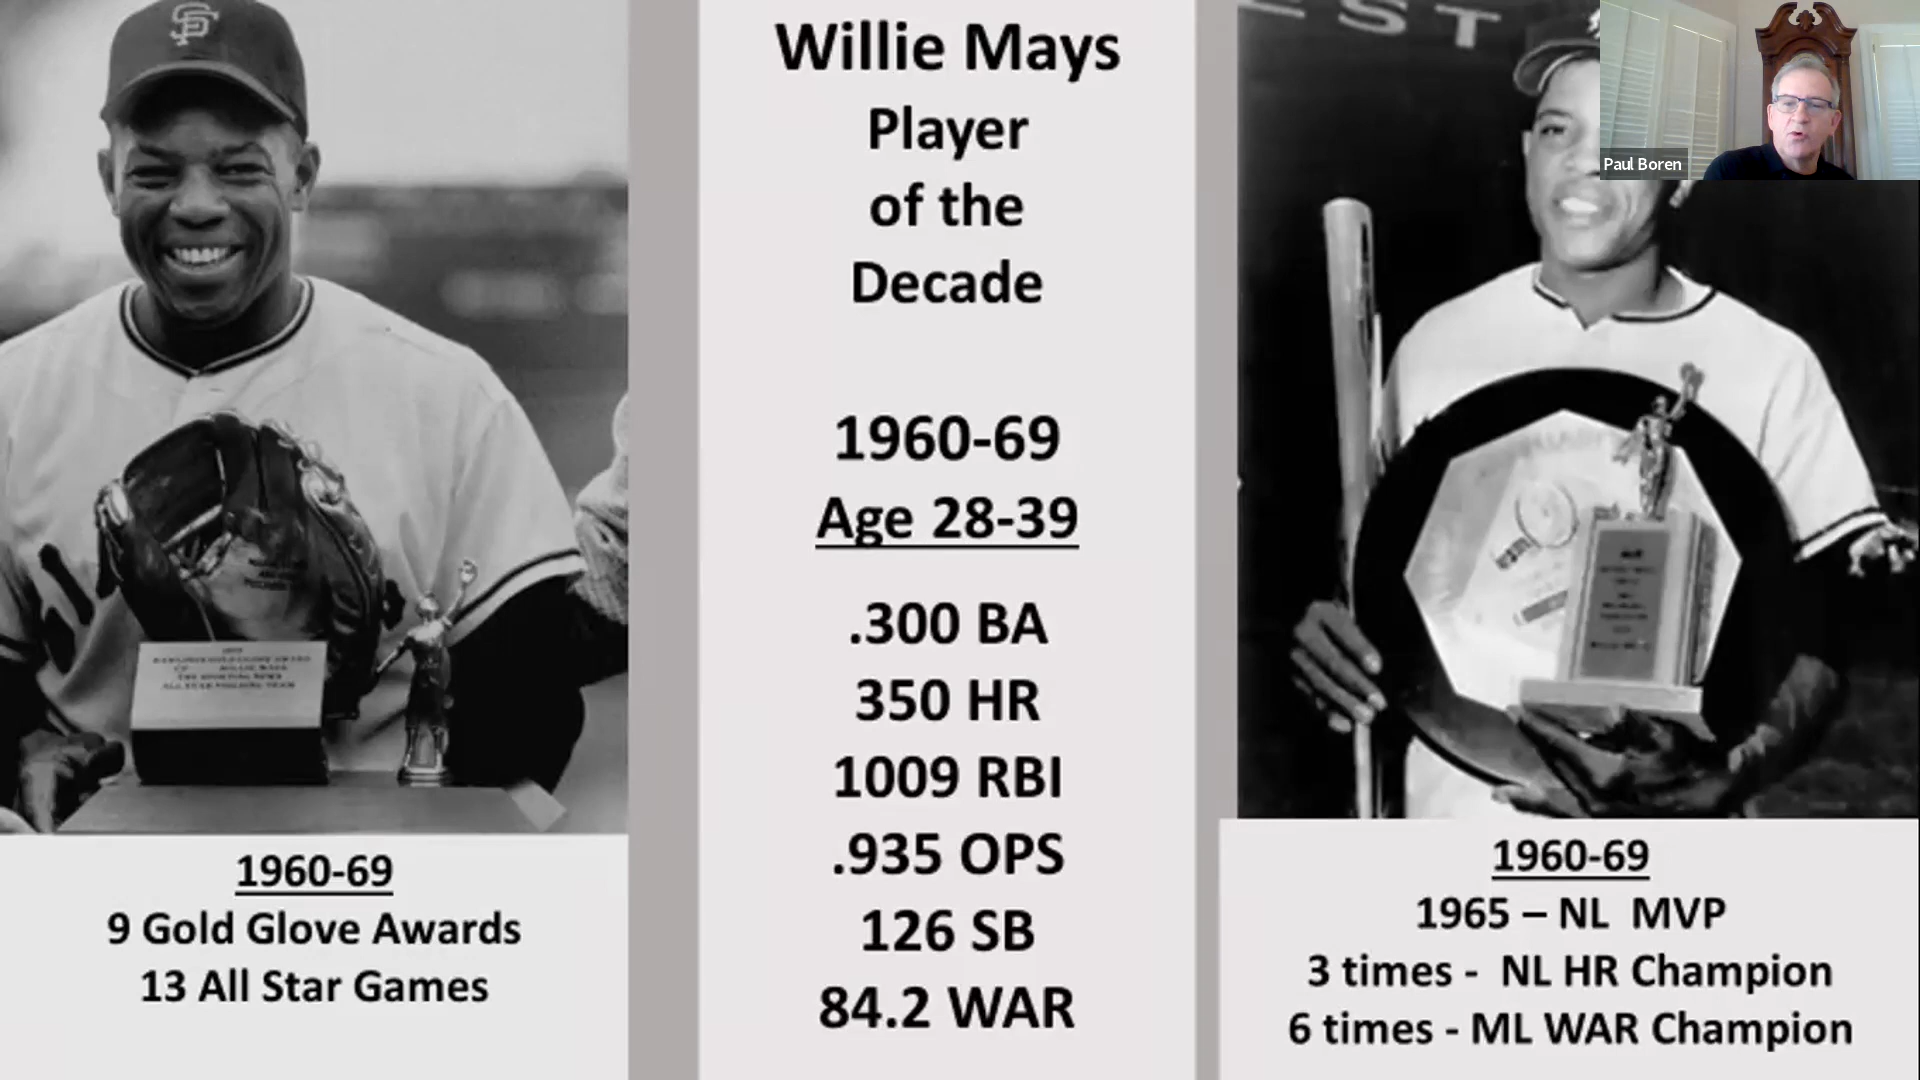 SF
EST
Paul Boren
Willie Mays
Player
of the
Decade
1960-69
Age 28-39
.300 BA
350 HR
1009 RBI
.935 OPS
126 SB
84.2 WAR
1960-69
9 Gold Glove Awards
13 All Star Games
1960-69
1965 – NL MVP
3 times - NL HR Champion
6 times - ML WAR Champion